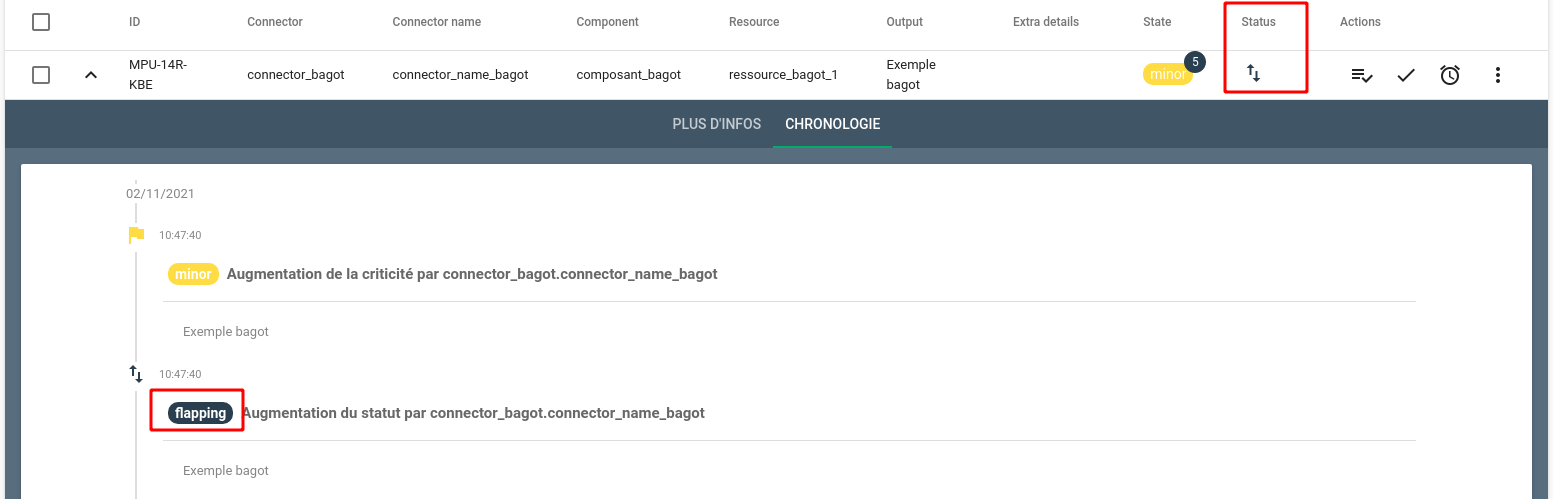 ID Connector Connector name Component Resource Output Extra details State Status Actions
MPU-14R-
KBE
connector_bagot connector_name_bagot composant_bagot ressource_bagot_1
Exemple
bagot
minor 5
PLUS D'INFOS CHRONOLOGIE
02/11/2021
10:47:40
minor Augmentation de la criticité par connector_bagot.connector_name_bagot
Exemple bagot
10:47:40
flapping Augmentation du statut par connector_bagot.connector_name_bagot
Exemple bagot